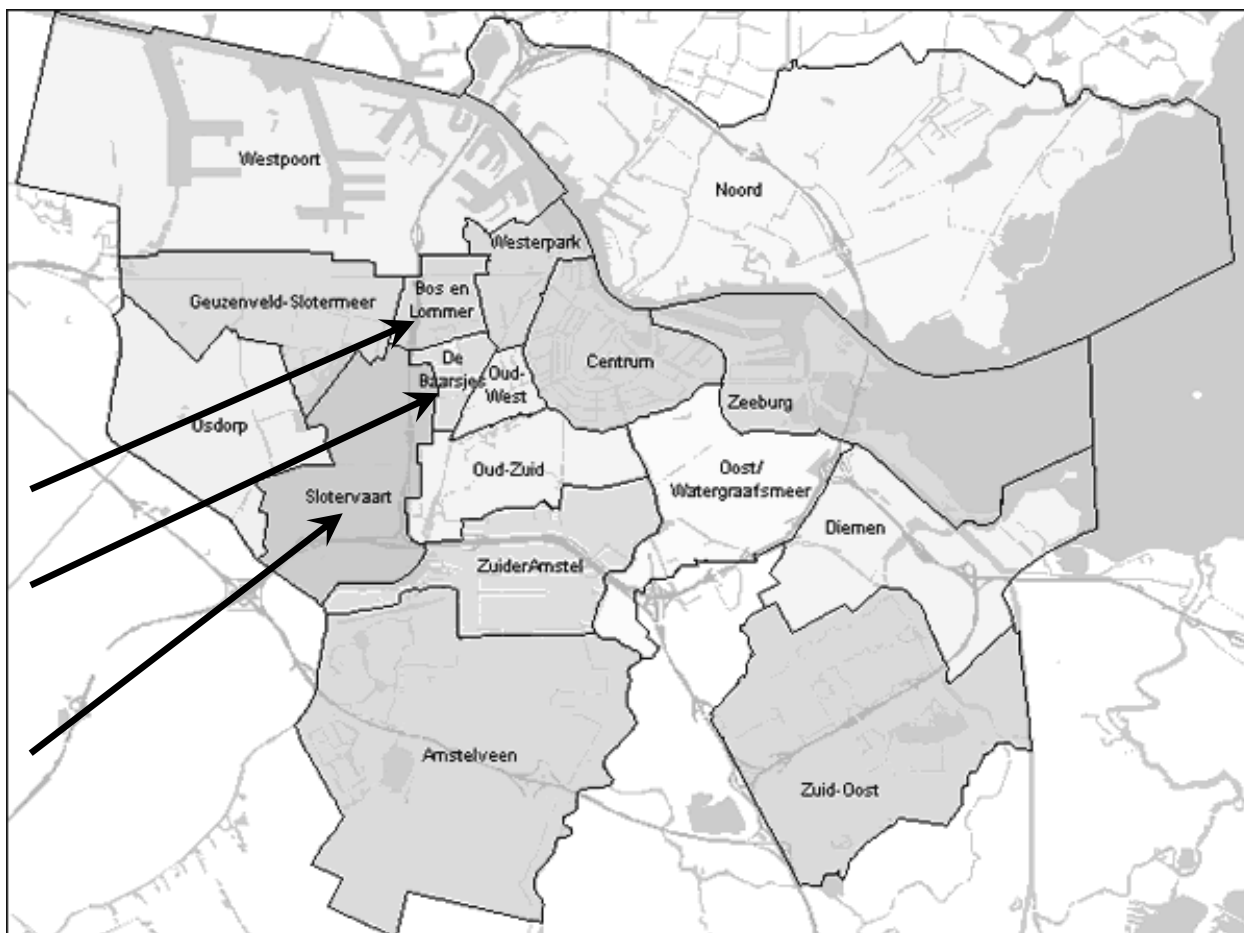 Westpoort
Noord
Westerpark
Bos en
Lommer
Geuzenveld-Slotermeer
De
Baarsjes
Oud-
West
Centrum
Zeeburg
Osdorp
Oud-Zuid
Oost/
Watergraafsmeer
Slotervaart
Diemen
ZuiderAmstel
Amstelveen
Zuid-Oost